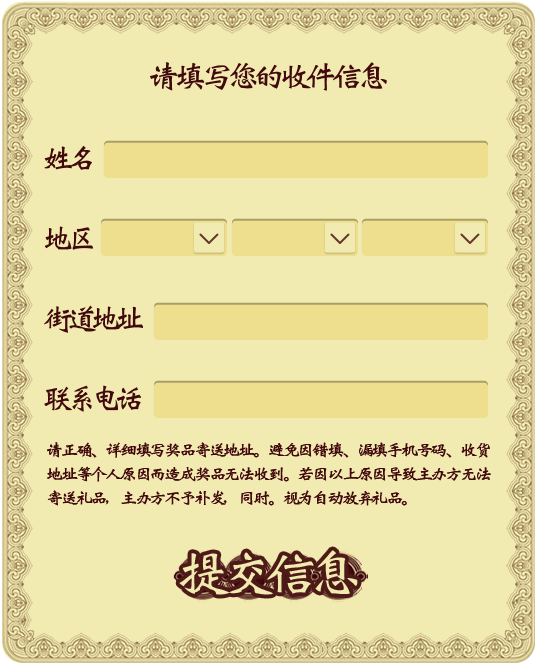 请填写您的收件信息
姓名
地区
街道地址
联系电话
请正确、详细填写奖品寄送地址。避免因错填、漏填手机号码、收货
地址等个人原因而造成奖品无法收到。若因以上原因导致主办方无法
寄送礼品，主办方不予补发，同时。视为自动放弃礼品。
提交信息